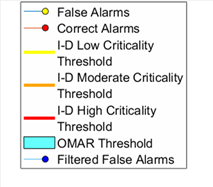 False Alarms
Correct Alarms
I-D Low Criticality
Threshold
I-D Moderate Criticality
Threshold
I-D High Criticality
Threshold
OMAR Threshold
Filtered False Alarms